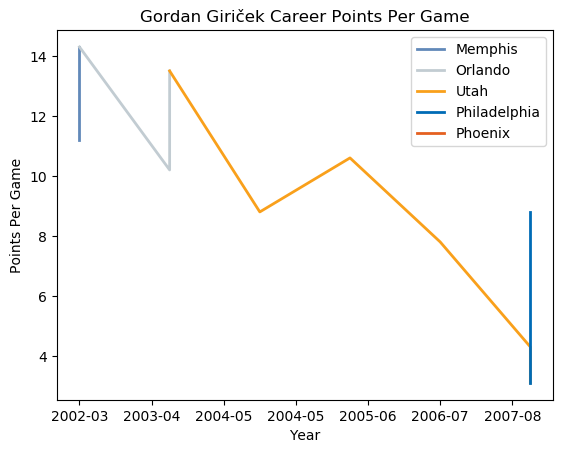 Gordan Giriček Career Points Per Game
Memphis
Orlando
Utah
Philadelphia
Phoenix
14
12
10
8
6
4
Points Per Game
2002-03 2003-04 2004-05 2004-05 2005-06 2006-07 2007-08
Year